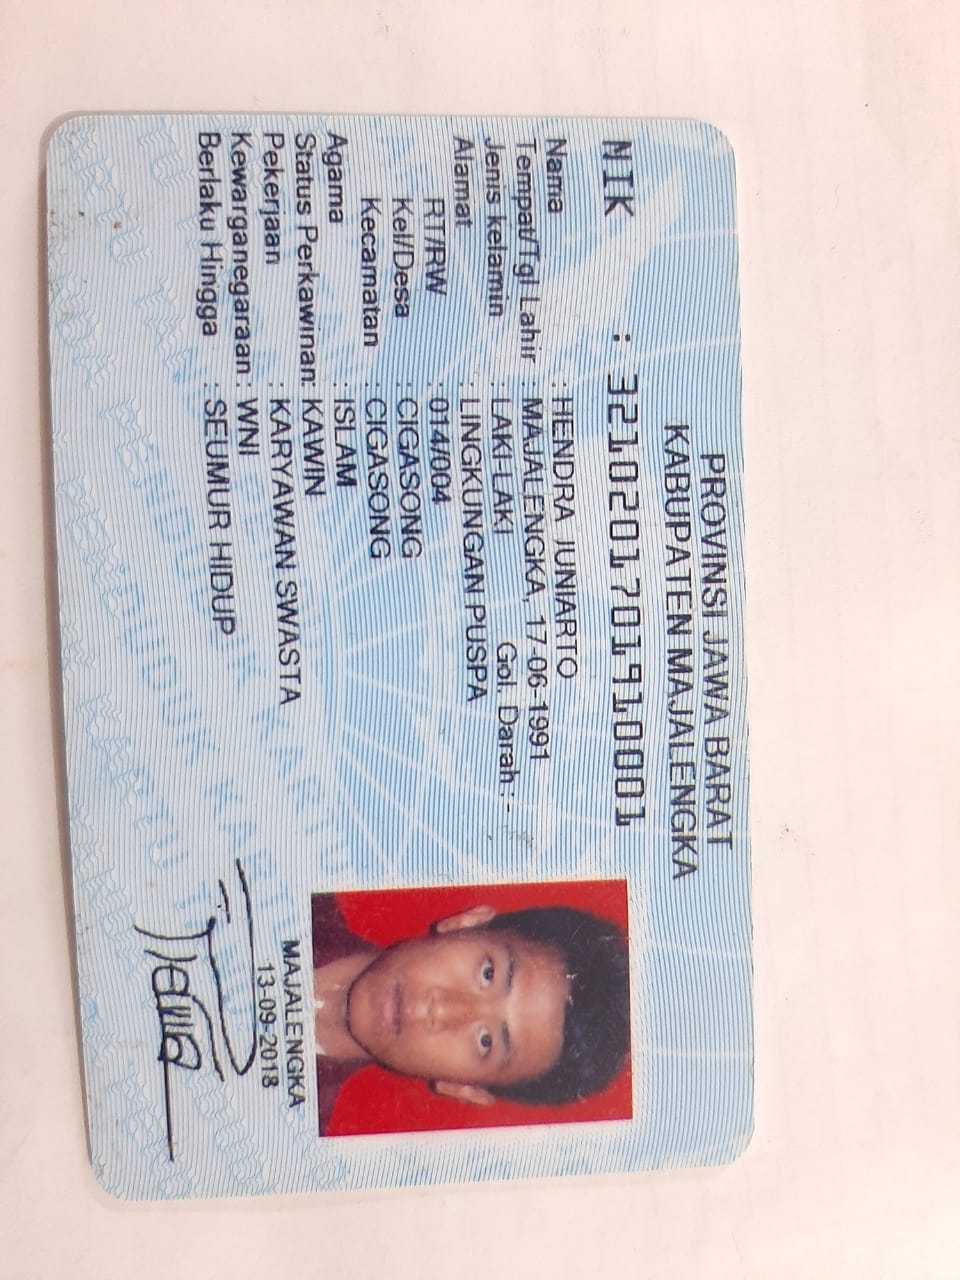 PROVINSI JAWA BARAT
KABUPATEN MAJALENGKA
NIK : 3210201701910001
Nama : HENDRA JUNIARTO
Tempat/Tgl Lahir : MAJALENGKA, 17-06-1991
Jenis kelamin : LAKI-LAKI Gol. Darah : -
Alamat : LINGKUNGAN PUSPA
RT/RW : 014/004
Kel/Desa : CIGASONG
Kecamatan : CIGASONG
Agama : ISLAM
Status Perkawinan: KAWIN
Pekerjaan : KARYAWAN SWASTA
Kewarganegaraan : WNI
Berlaku Hingga : SEUMUR HIDUP
MAJALENGKA
13-09-2018